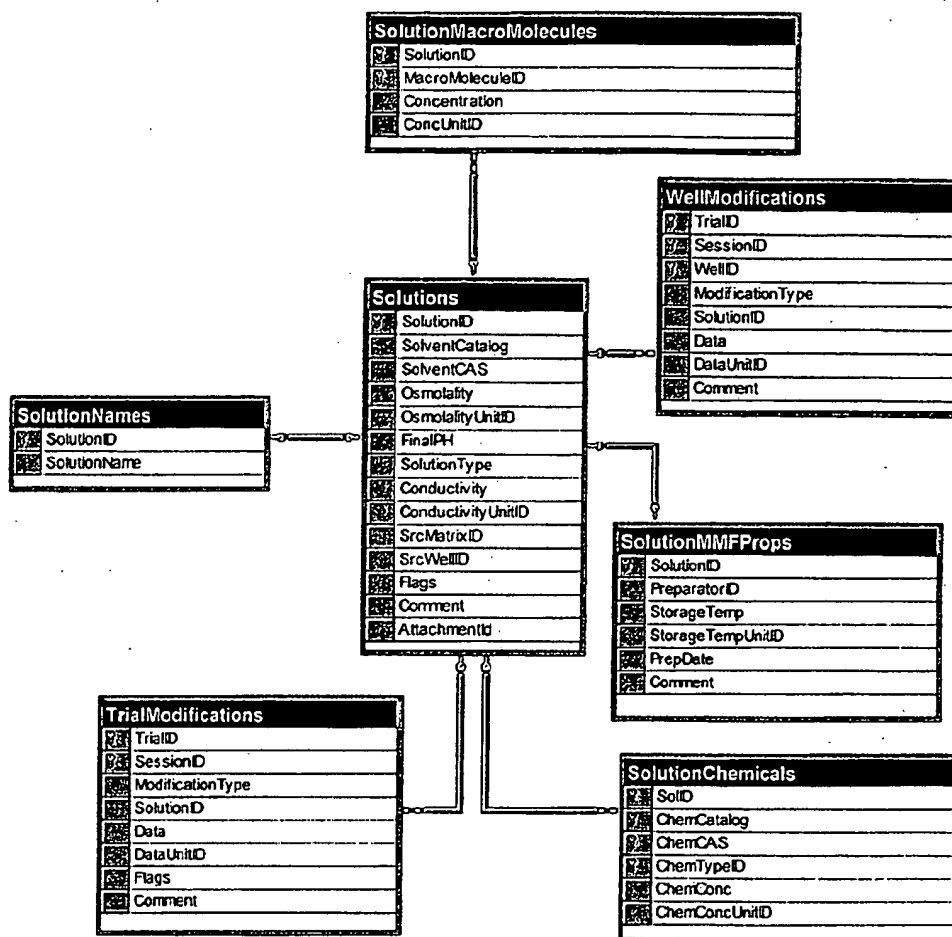 SolutionMacroMolecules
SolutionID
MacroMoleculeID
Concentration
ConcUnitID
WellModifications
TrialID
SessionID
WellID
ModificationType
SolutionID
Data
DataUnitID
Comment
Solutions
SolutionID
SolventCatalog
SolventCAS
Osmolality
OsmolalityUnitID
FinalPH
SolutionType
Conductivity
ConductivityUnitID
SrcMatrixID
SrcWellID
Flags
Comment
AttachmentId
SolutionNames
SolutionID
SolutionName
SolutionMMFProps
SolutionID
PreparatorID
StorageTemp
StorageTempUnitID
PrepDate
Comment
TrialModifications
TrialID
SessionID
ModificationType
SolutionID
Data
DataUnitID
Flags
Comment
SolutionChemicals
SolID
ChemCatalog
ChemCAS
ChemTypeID
ChemConc
ChemConcUnitID